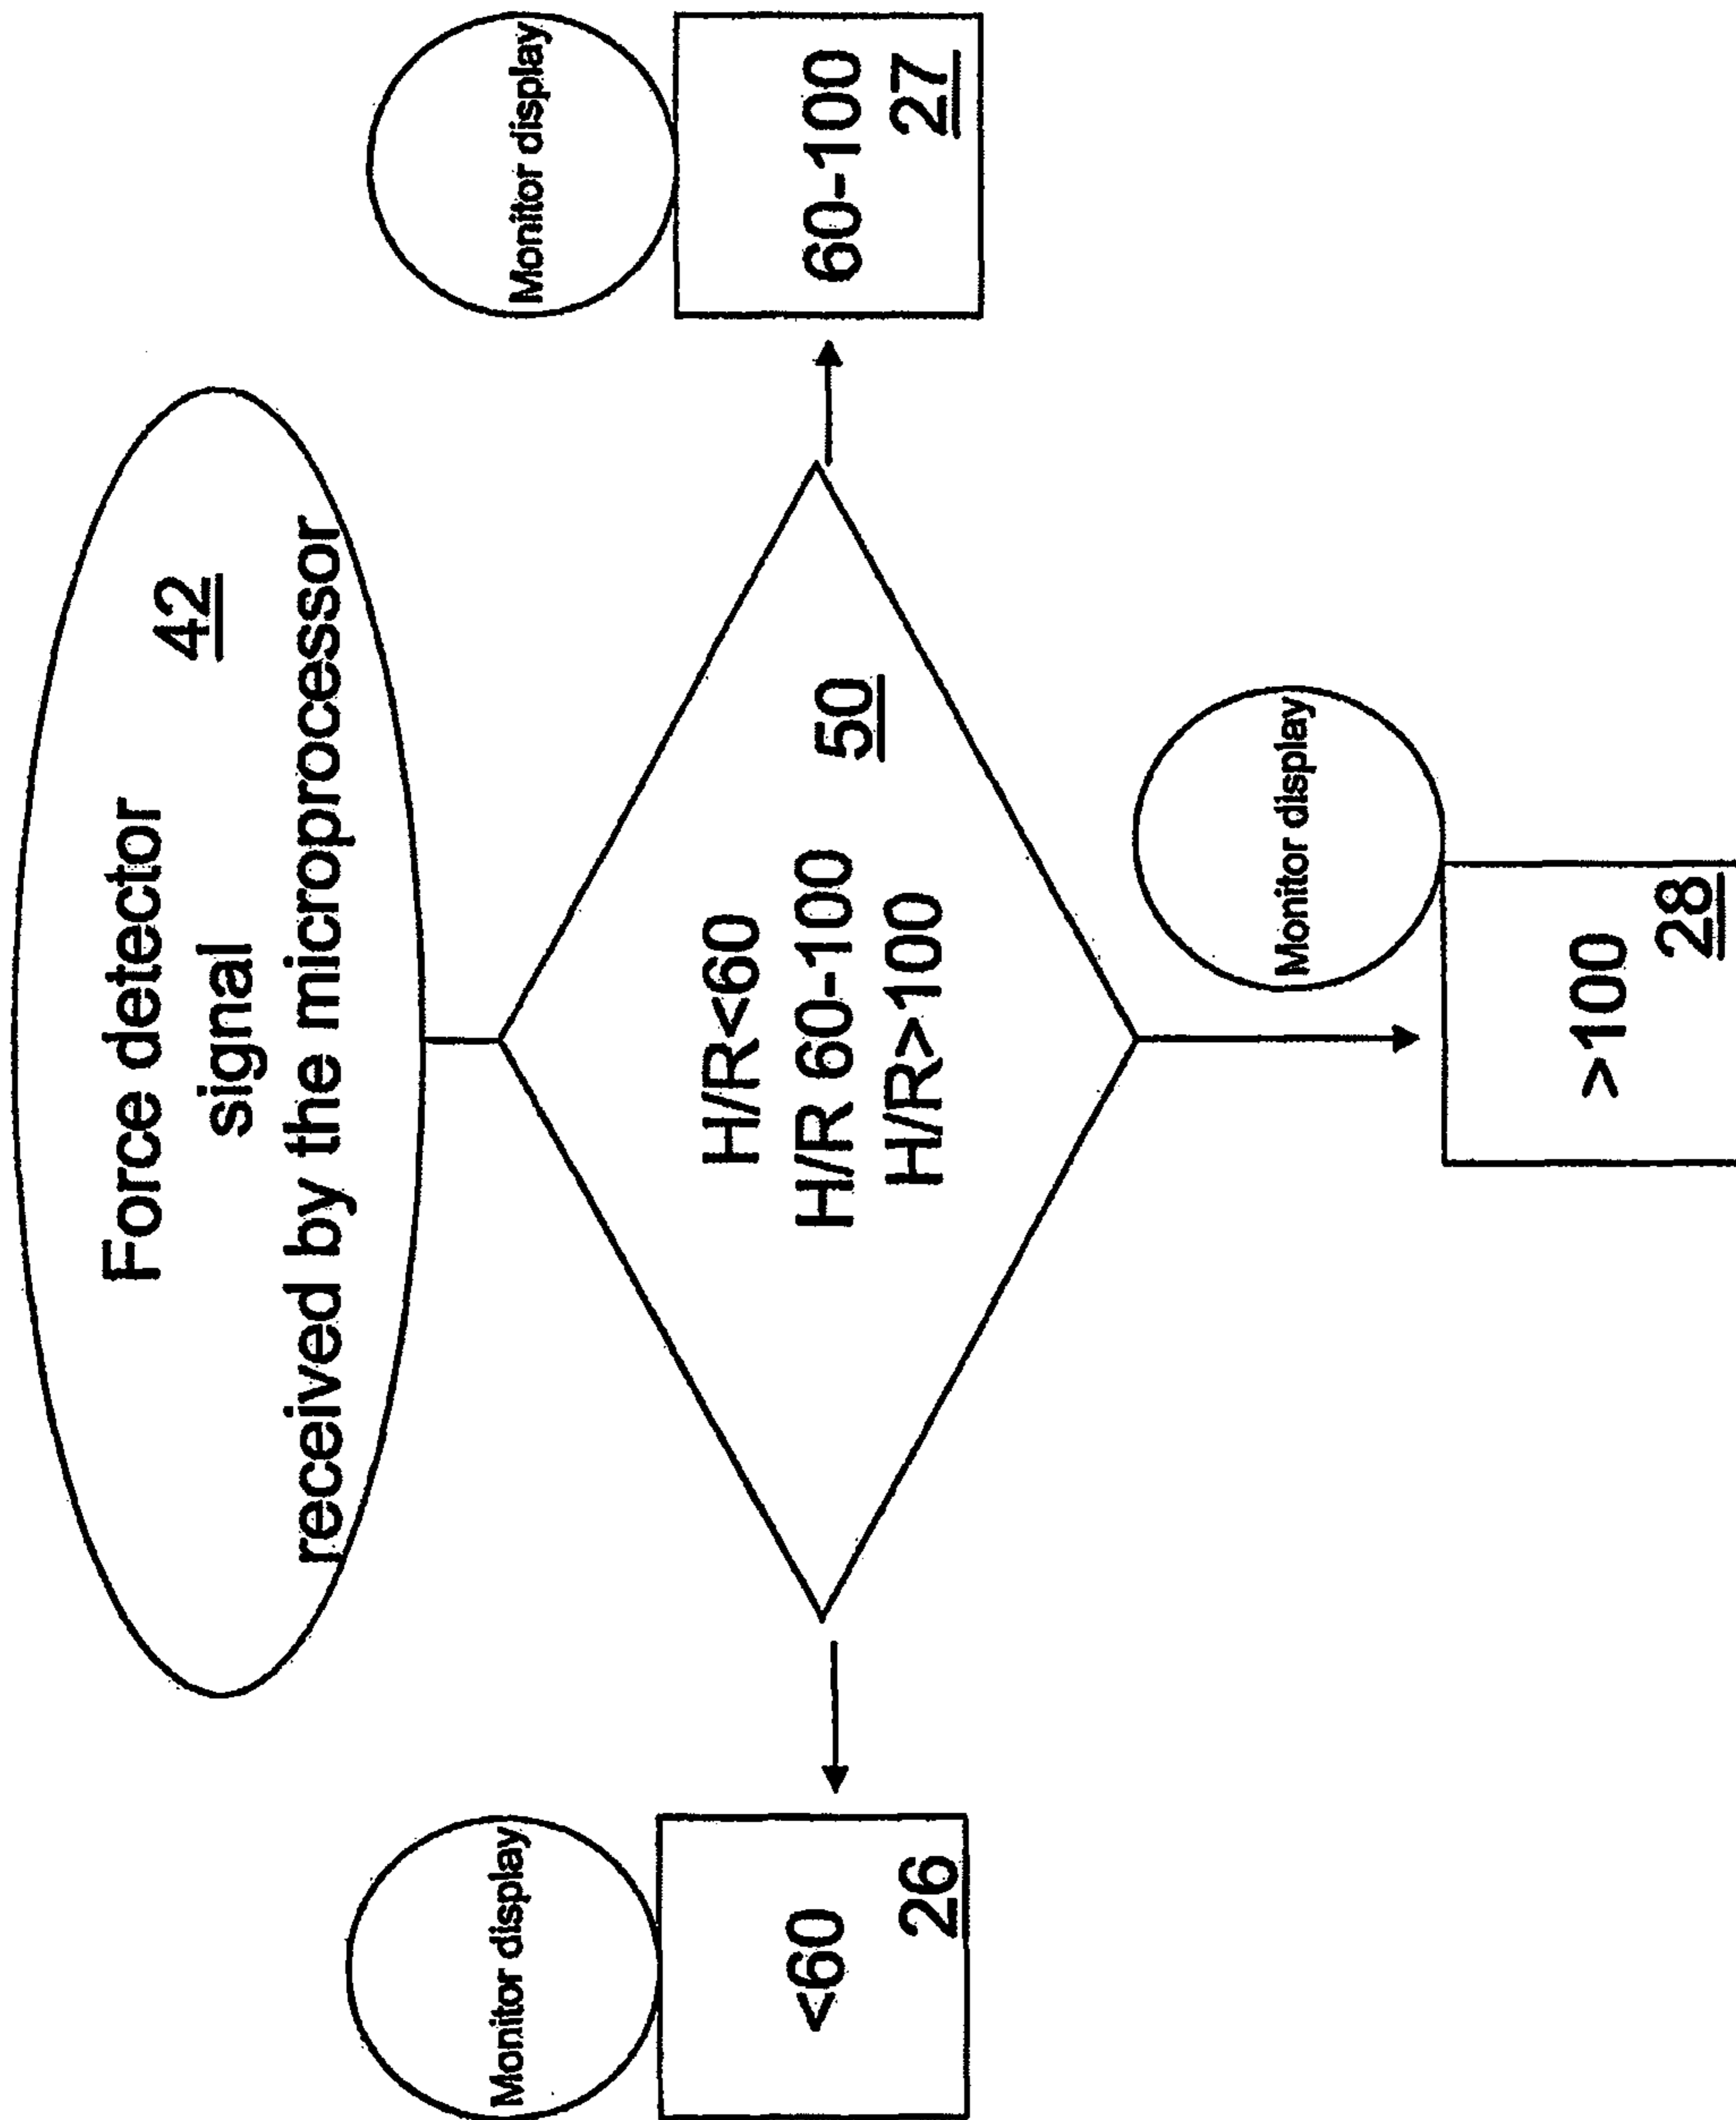 Force detector
42
signal
received by the microprocessor
H/R<60
H/R 60-100
50
H/R>100
Monitor display
<60
26
Monitor display
60-100
27
Monitor display
>100
28